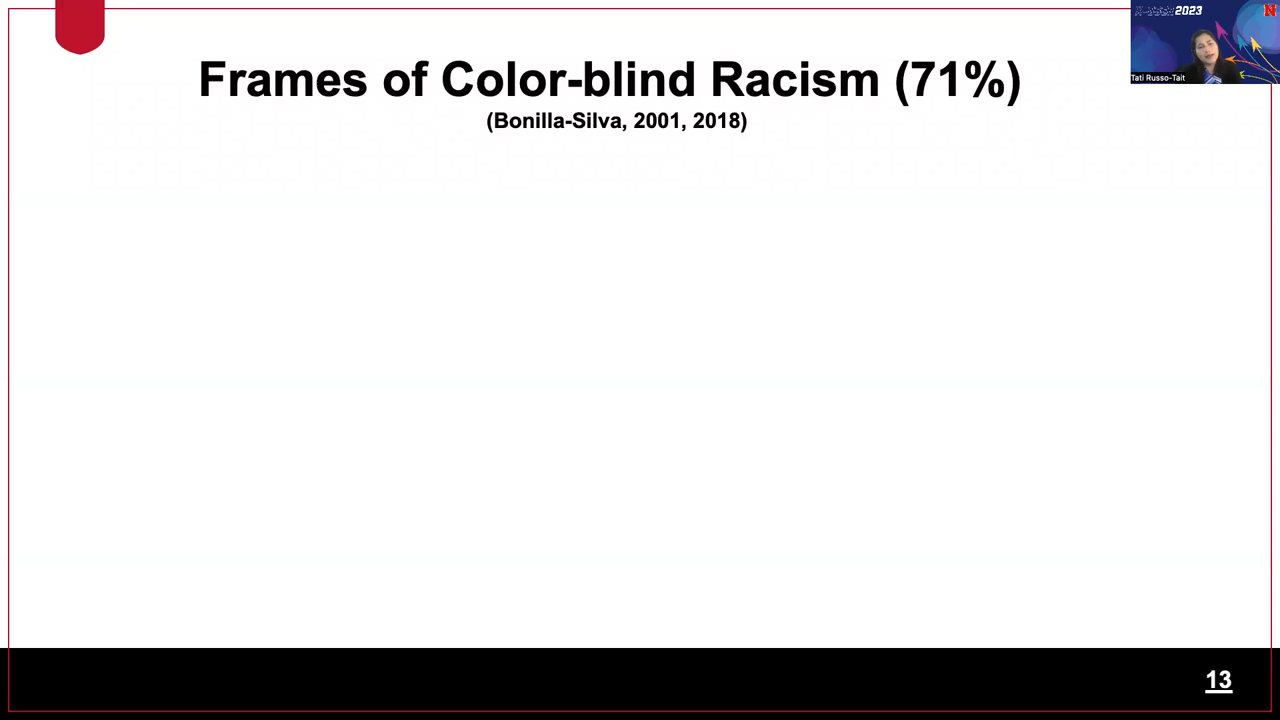 Frames of Color-blind Racism (71%)
(Bonilla-Silva, 2001, 2018)
2023
N
Tati Russo-Tait
13